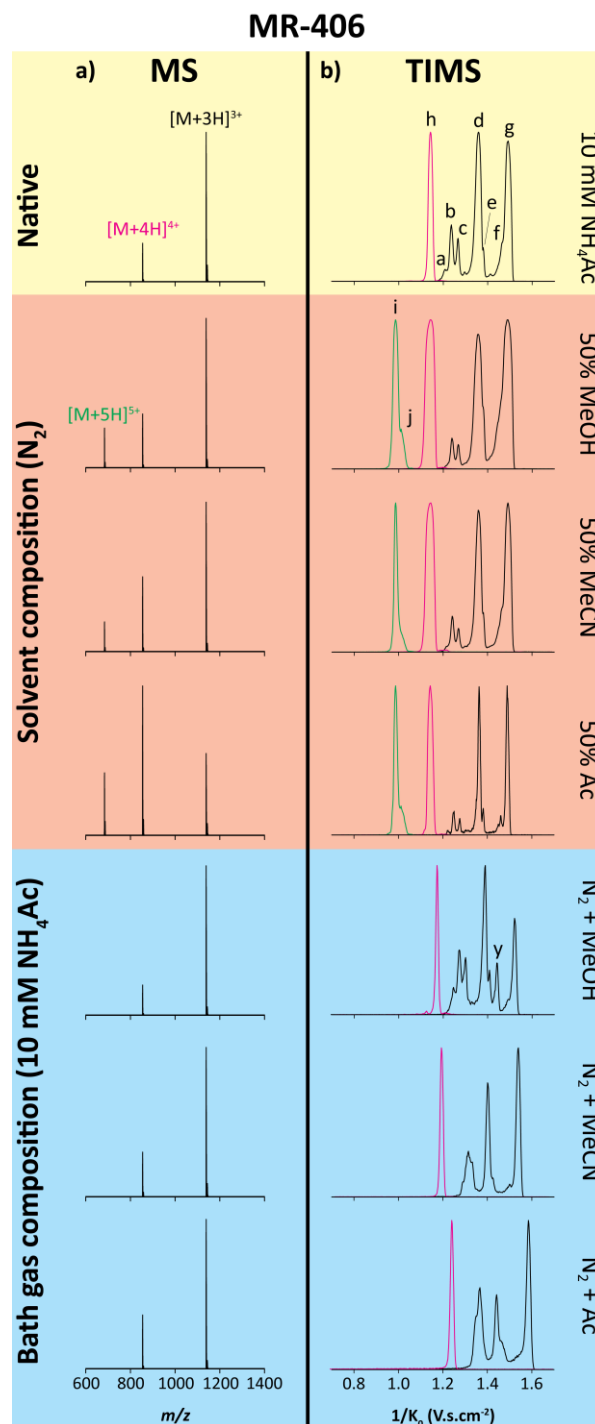 MR-406
a) MS
b) TIMS
Native
[M+3H]³⁺
[M+4H]⁴⁺
h
d
g
b
e
c
f
a
10 mM NH₄Ac
Solvent composition (N₂)
[M+5H]⁵⁺
i
j
50% MeOH
50% MeCN
50% Ac
Bath gas composition (10 mM NH₄Ac)
y
N₂ + MeOH
N₂ + MeCN
N₂ + Ac
600 800 1000 1200 1400
m/z
0.8 1.0 1.2 1.4 1.6
1/K₀ (V.s.cm⁻²)